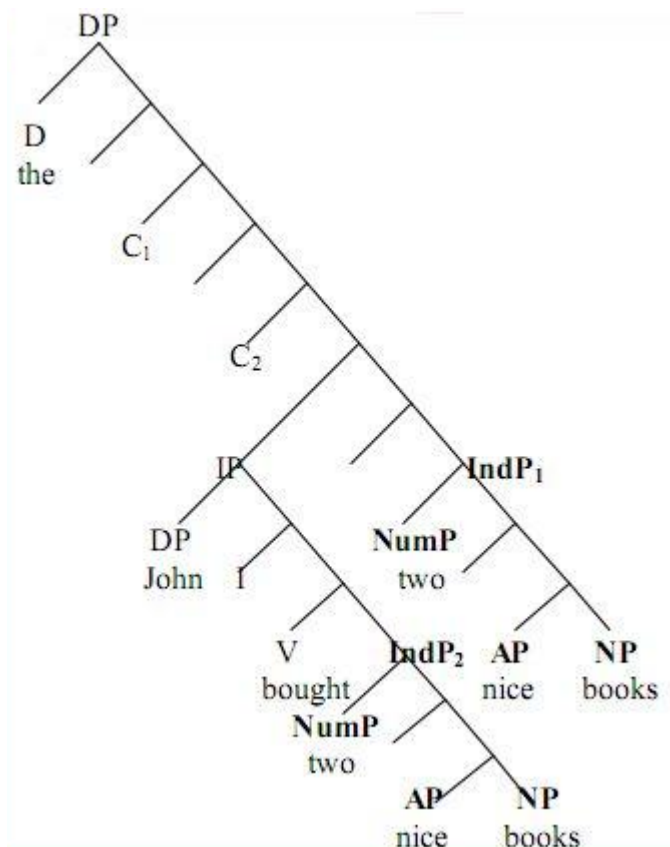 DP
D
the
C₁
C₂
IP IndP₁
DP NumP
John I two
V IndP₂ AP NP
bought nice books
NumP
two
AP NP
nice books